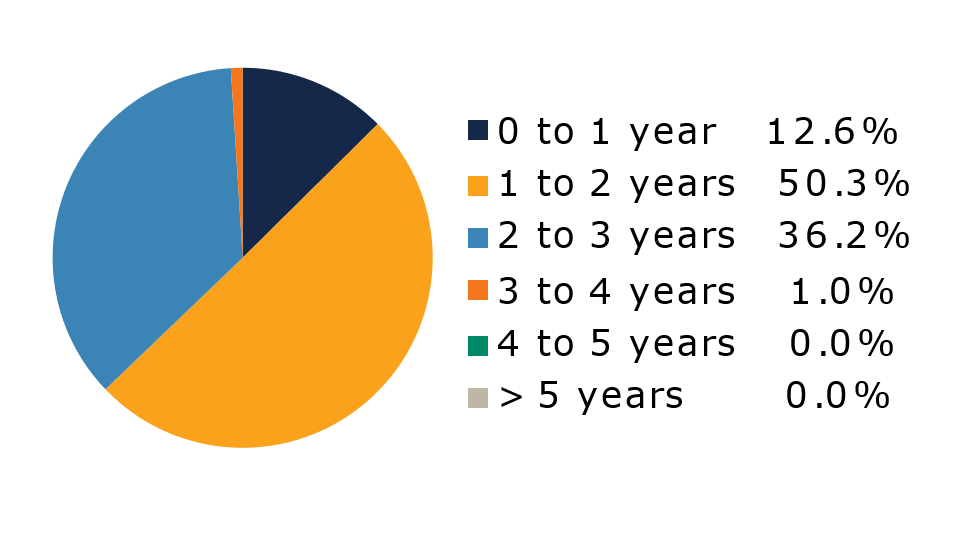 0 to 1 year 12.6%
1 to 2 years 50.3%
2 to 3 years 36.2%
3 to 4 years 1.0%
4 to 5 years 0.0%
> 5 years 0.0%